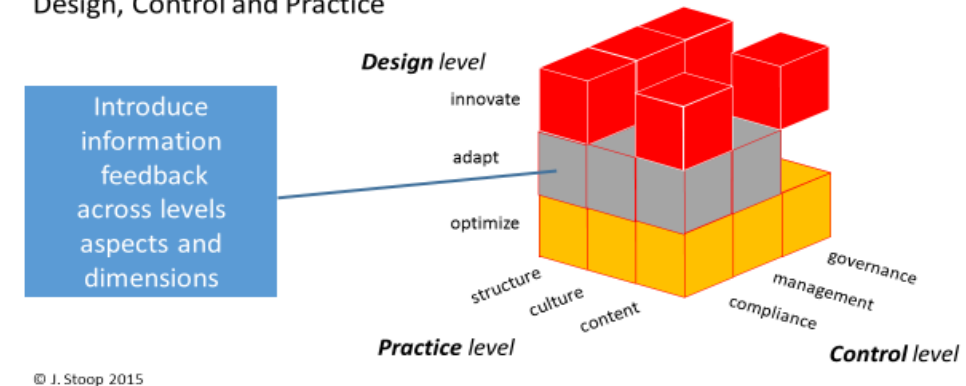 Design, Control and Practice
Design level
innovate
adapt
optimize
Introduce
information
feedback
across levels
aspects and
dimensions
structure
culture
content
governance
management
compliance
Practice level
Control level
© J. Stoop 2015